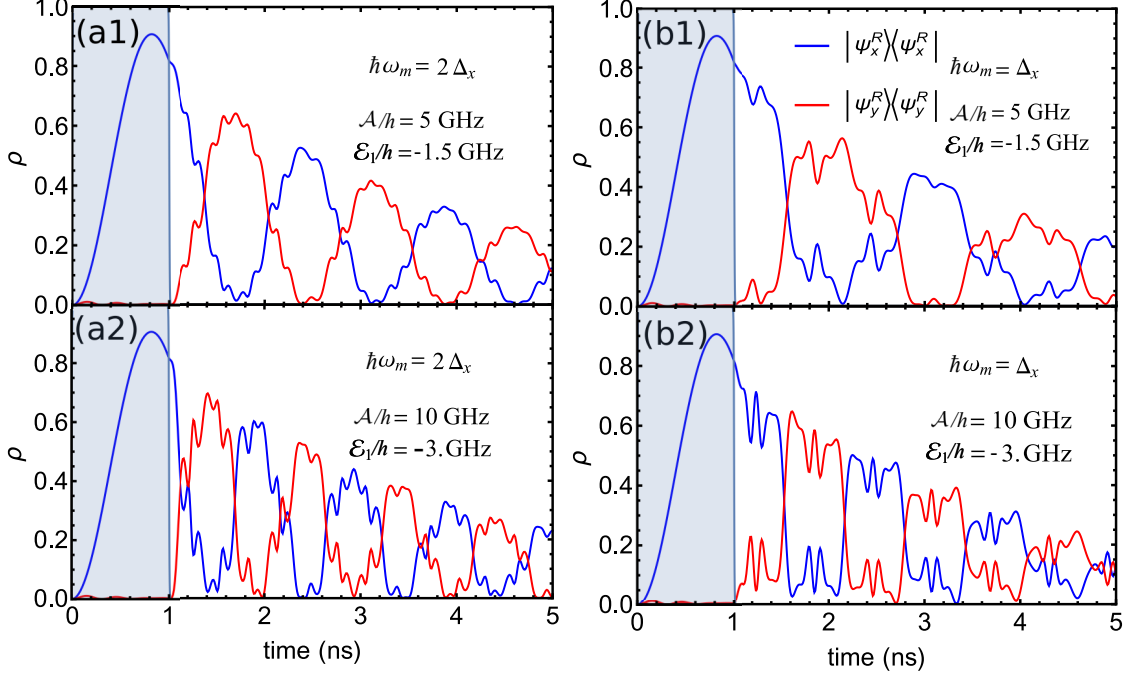 (a1)
ħω_m = 2 Δ_x
𝒜/h = 5 GHz
ℰ_1/h = -1.5 GHz
ρ
1.0
0.8
0.6
0.4
0.2
0.0
(b1)
|ψ_x^R⟩⟨ψ_x^R|
|ψ_y^R⟩⟨ψ_y^R|
ħω_m = Δ_x
𝒜/h = 5 GHz
ℰ_1/h = -1.5 GHz
ρ
1.0
0.8
0.6
0.4
0.2
0.0
(a2)
ħω_m = 2 Δ_x
𝒜/h = 10 GHz
ℰ_1/h = -3. GHz
ρ
0.8
0.6
0.4
0.2
0.0
0 1 2 3 4 5
time (ns)
(b2)
ħω_m = Δ_x
𝒜/h = 10 GHz
ℰ_1/h = -3. GHz
ρ
0.8
0.6
0.4
0.2
0.0
0 1 2 3 4 5
time (ns)